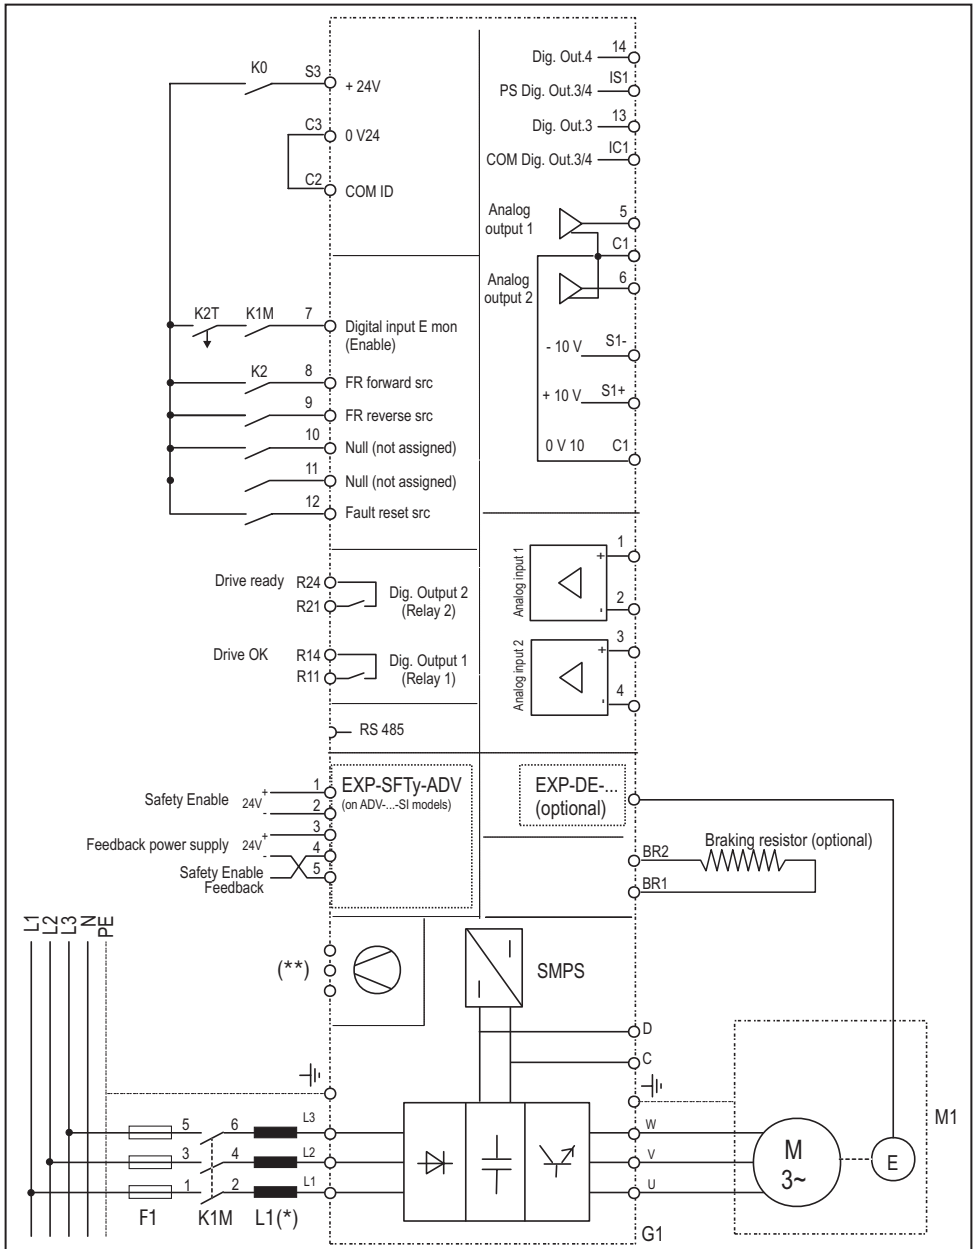 K0
S3
+ 24V
C3
0 V24
C2
COM ID
K2T
K1M
7
Digital input E mon
(Enable)
K2
8
FR forward src
9
FR reverse src
10
Null (not assigned)
11
Null (not assigned)
12
Fault reset src
Drive ready
R24
R21
Dig. Output 2
(Relay 2)
Drive OK
R14
R11
Dig. Output 1
(Relay 1)
RS 485
Dig. Out.4
14
PS Dig. Out.3/4
IS1
Dig. Out.3
13
COM Dig. Out.3/4
IC1
Analog
output 1
5
C1
Analog
output 2
6
- 10 V
S1-
+ 10 V
S1+
0 V 10
C1
Analog input 1
+
1
-
2
Analog input 2
+
3
-
4
Safety Enable
24V
+
-
1
2
Feedback power supply
24V
+
-
3
4
Safety Enable
Feedback
5
EXP-SFTy-ADV
(on ADV-...-SI models)
EXP-DE-...
(optional)
Braking resistor (optional)
BR2
BR1
L1
L2
L3
N
PE
(**)
SMPS
D
C
5
6
L3
3
4
L2
1
2
L1
F1
K1M
L1(*)
W
V
U
G1
M
3~
E
M1